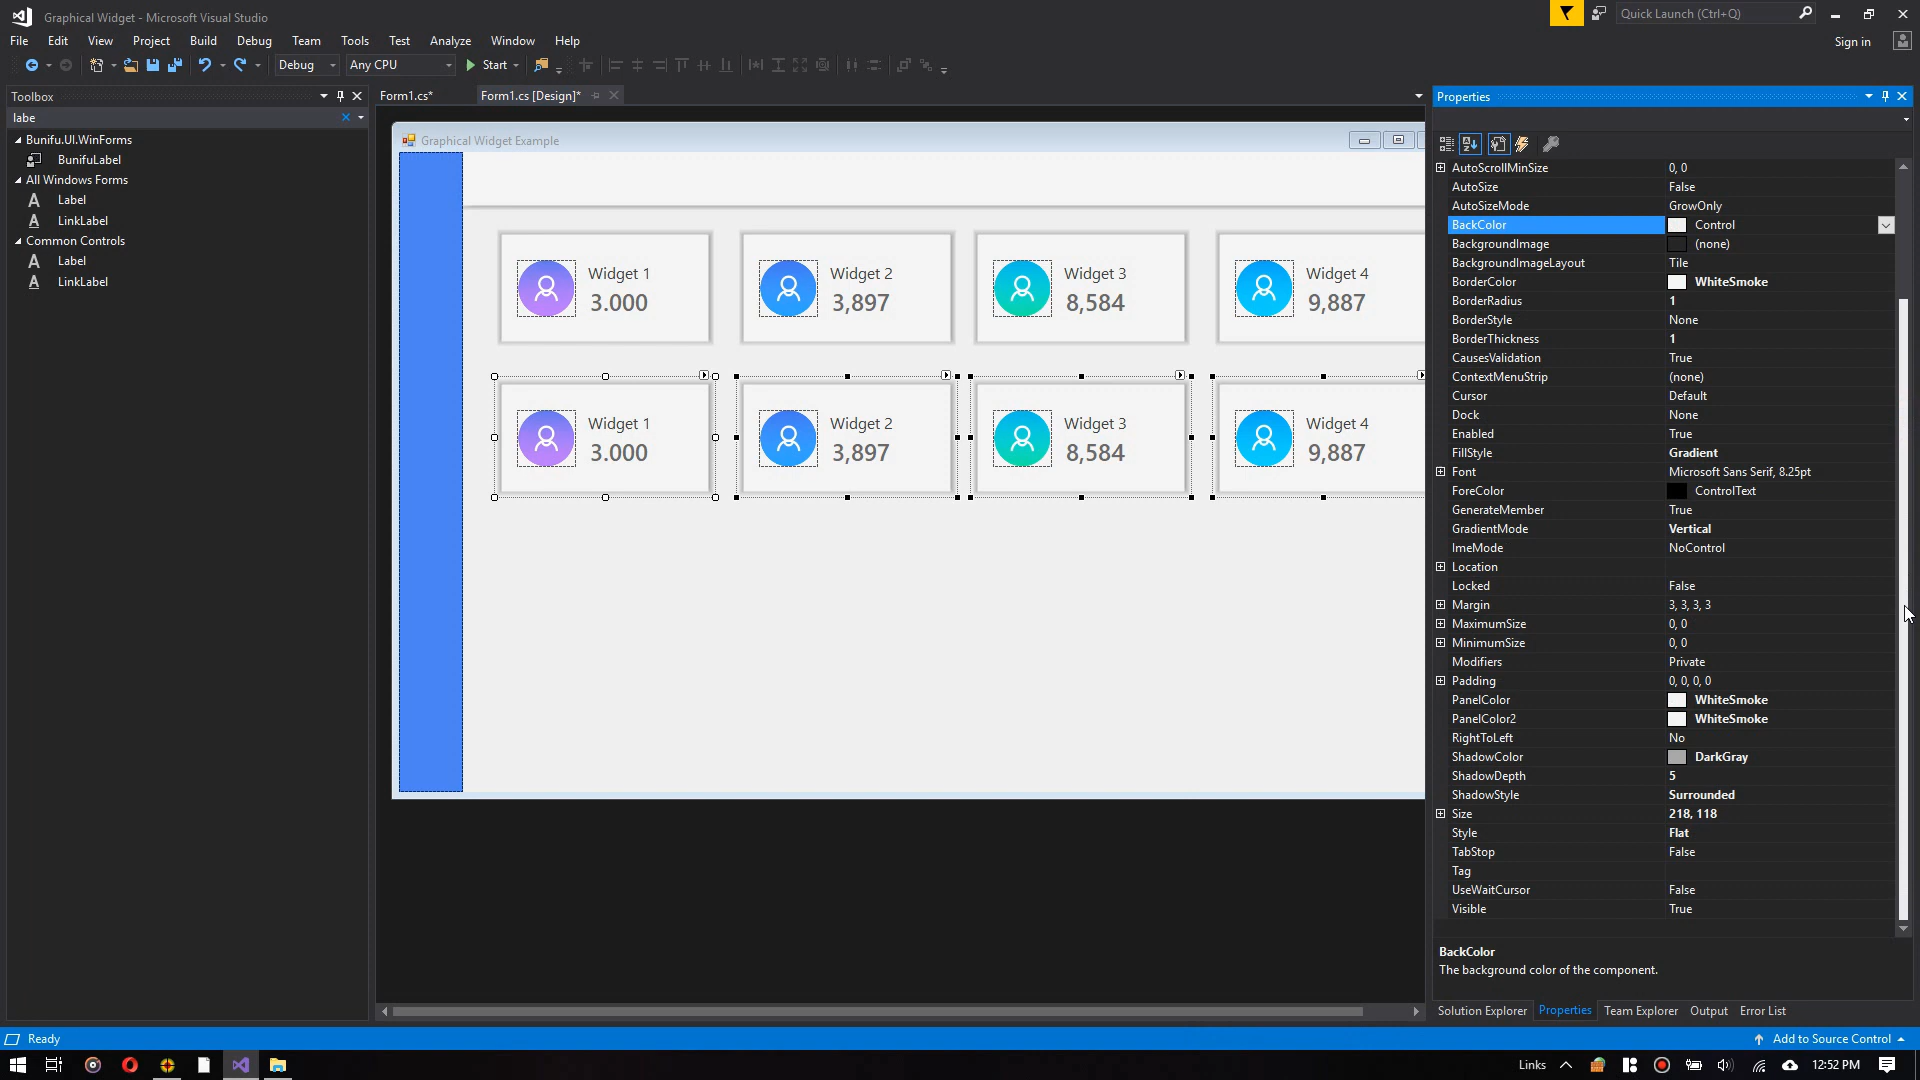 Graphical Widget - Microsoft Visual Studio
Quick Launch (Ctrl+Q)
File Edit View Project Build Debug Team Tools Test Analyze Window Help
Sign in
Debug Any CPU Start
Toolbox
labe
Bunifu.UI.WinForms
BunifuLabel
All Windows Forms
Label
LinkLabel
Common Controls
Label
LinkLabel
Form1.cs* Form1.cs [Design]*
Graphical Widget Example
Widget 1 Widget 2 Widget 3 Widget 4
3.000 3,897 8,584 9,887
Widget 1 Widget 2 Widget 3 Widget 4
3.000 3,897 8,584 9,887
Properties
AutoScrollMinSize 0, 0
AutoSize False
AutoSizeMode GrowOnly
BackColor Control
BackgroundImage (none)
BackgroundImageLayout Tile
BorderColor WhiteSmoke
BorderRadius 1
BorderStyle None
BorderThickness 1
CausesValidation True
ContextMenuStrip (none)
Cursor Default
Dock None
Enabled True
FillStyle Gradient
Font Microsoft Sans Serif, 8.25pt
ForeColor ControlText
GenerateMember True
GradientMode Vertical
ImeMode NoControl
Location
Locked False
Margin 3, 3, 3, 3
MaximumSize 0, 0
MinimumSize 0, 0
Modifiers Private
Padding 0, 0, 0, 0
PanelColor WhiteSmoke
PanelColor2 WhiteSmoke
RightToLeft No
ShadowColor DarkGray
ShadowDepth 5
ShadowStyle Surrounded
Size 218, 118
Style Flat
TabStop False
Tag
UseWaitCursor False
Visible True
BackColor
The background color of the component.
Solution Explorer Properties Team Explorer Output Error List
Ready
Add to Source Control
Links 12:52 PM